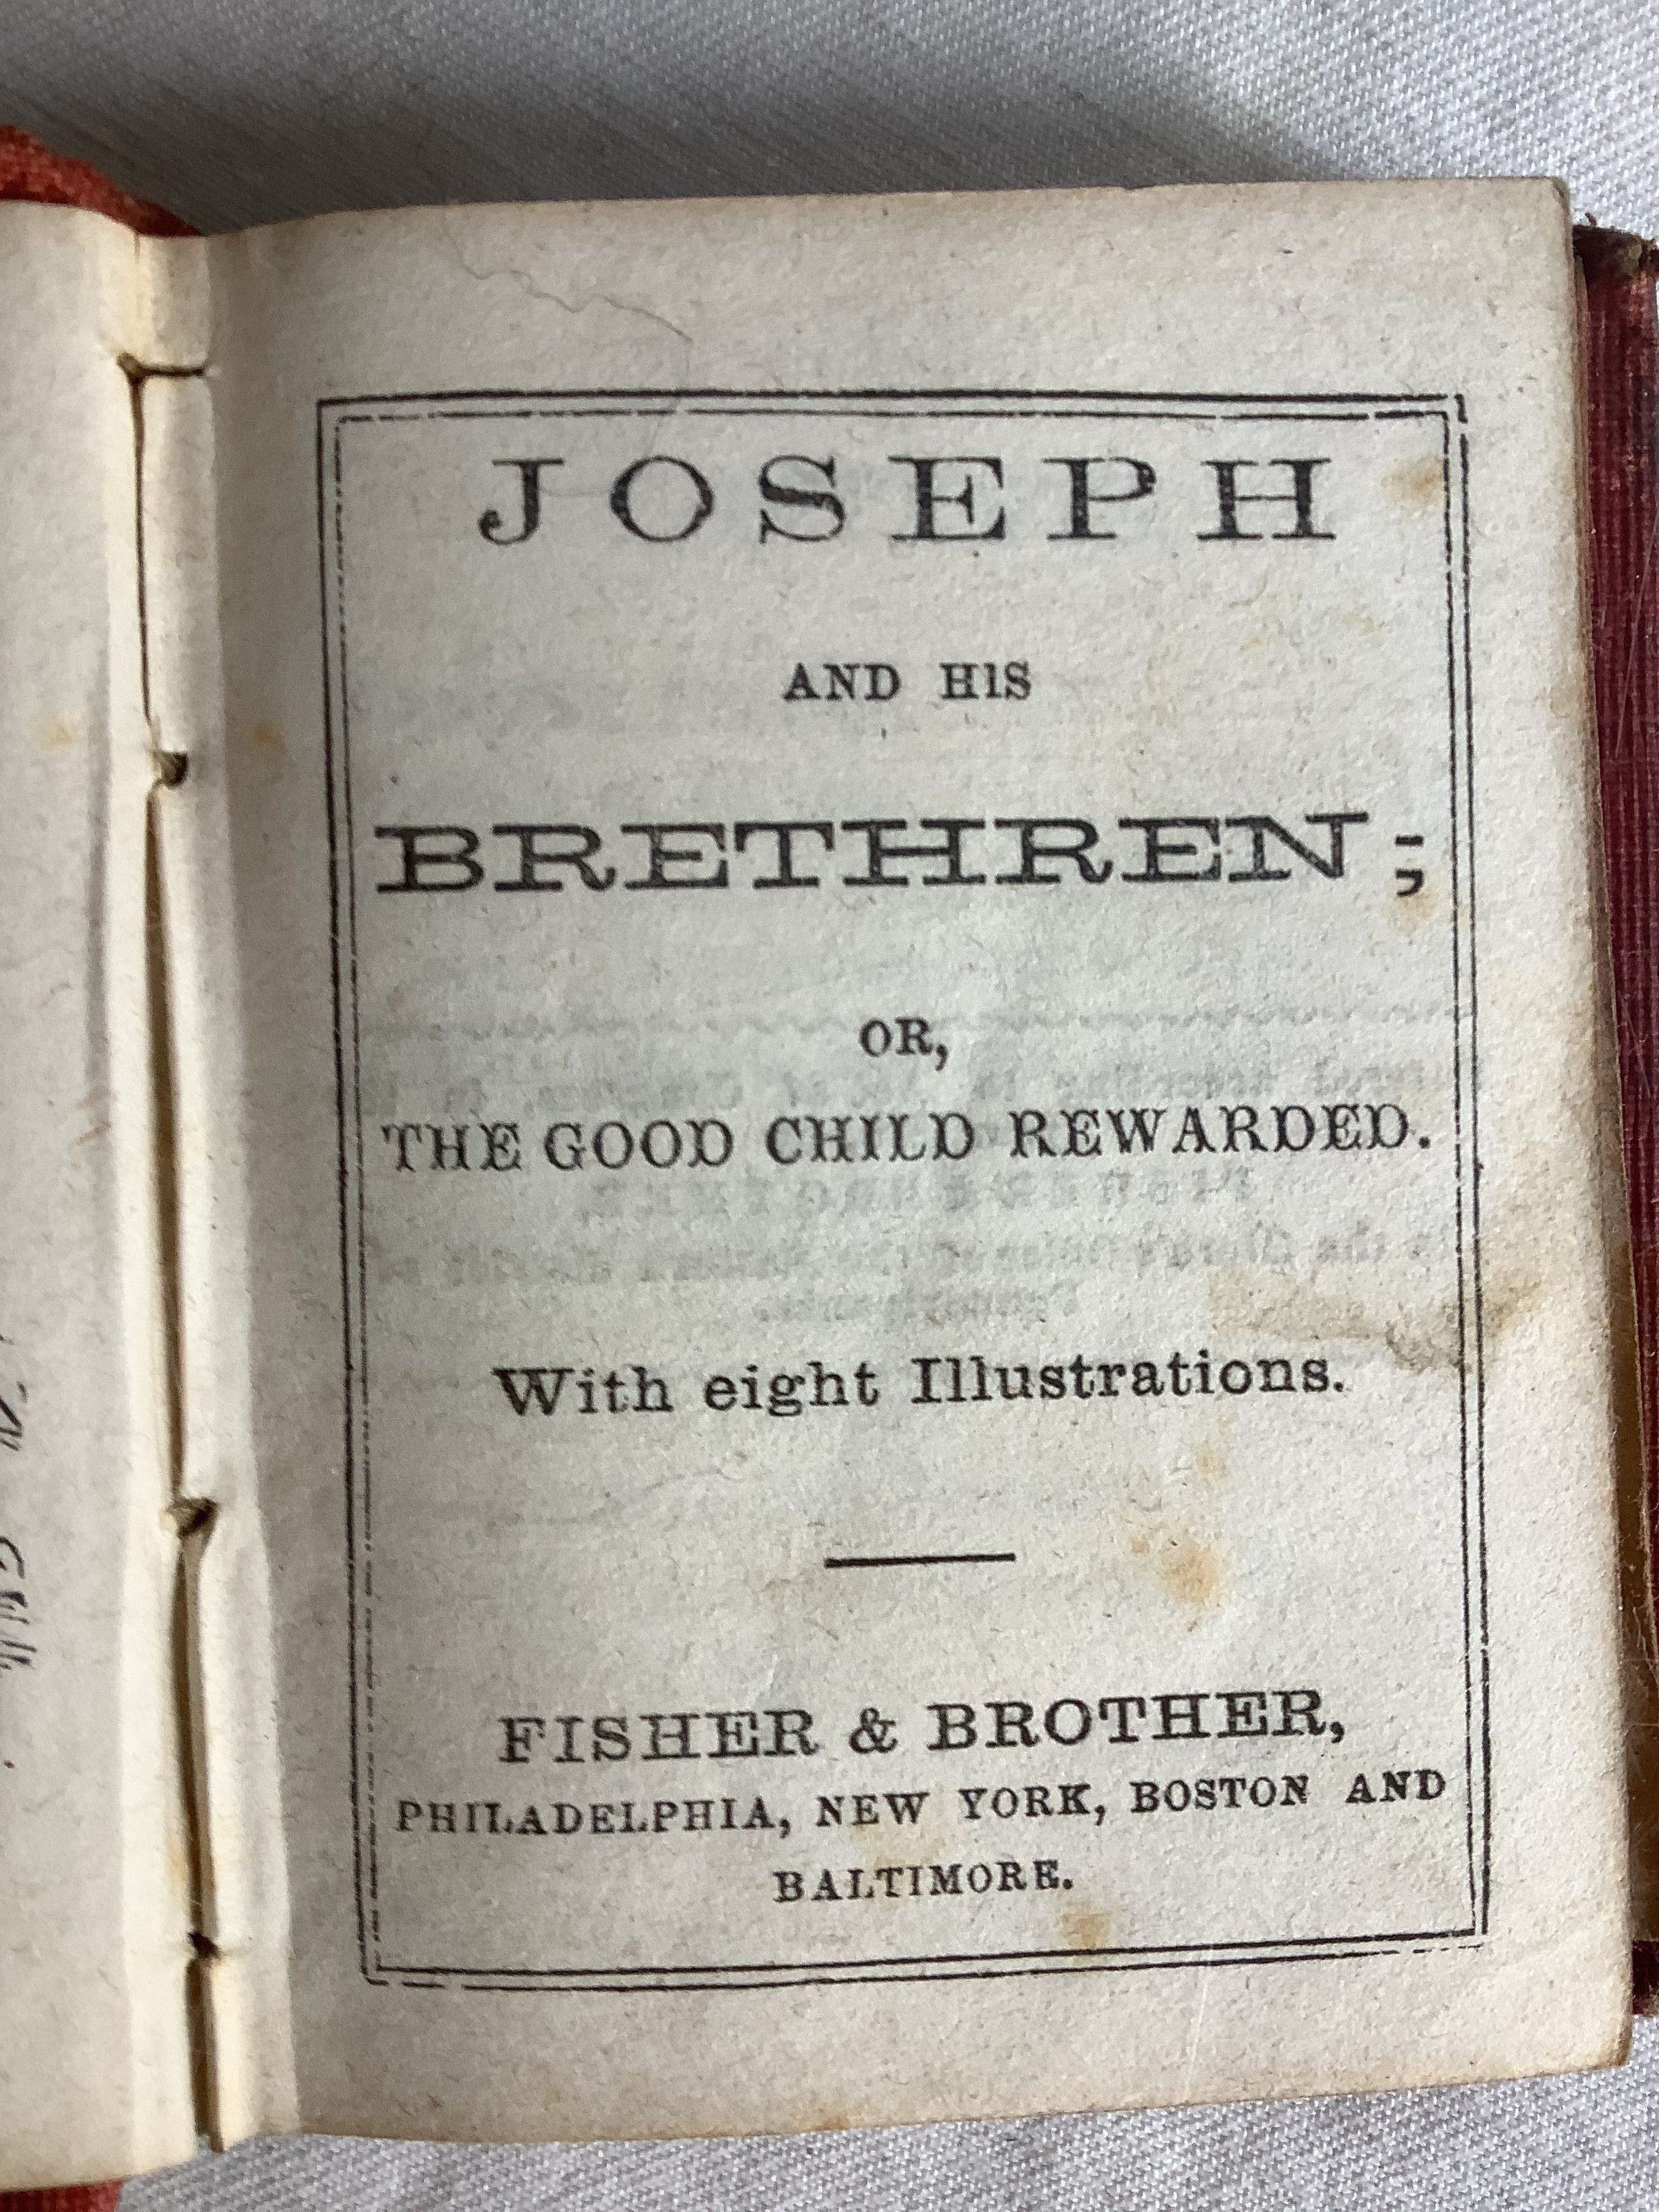 JOSEPH
AND HIS
BRETHREN;
OR,
THE GOOD CHILD REWARDED.
With eight Illustrations.
FISHER & BROTHER,
PHILADELPHIA, NEW YORK, BOSTON AND
BALTIMORE.